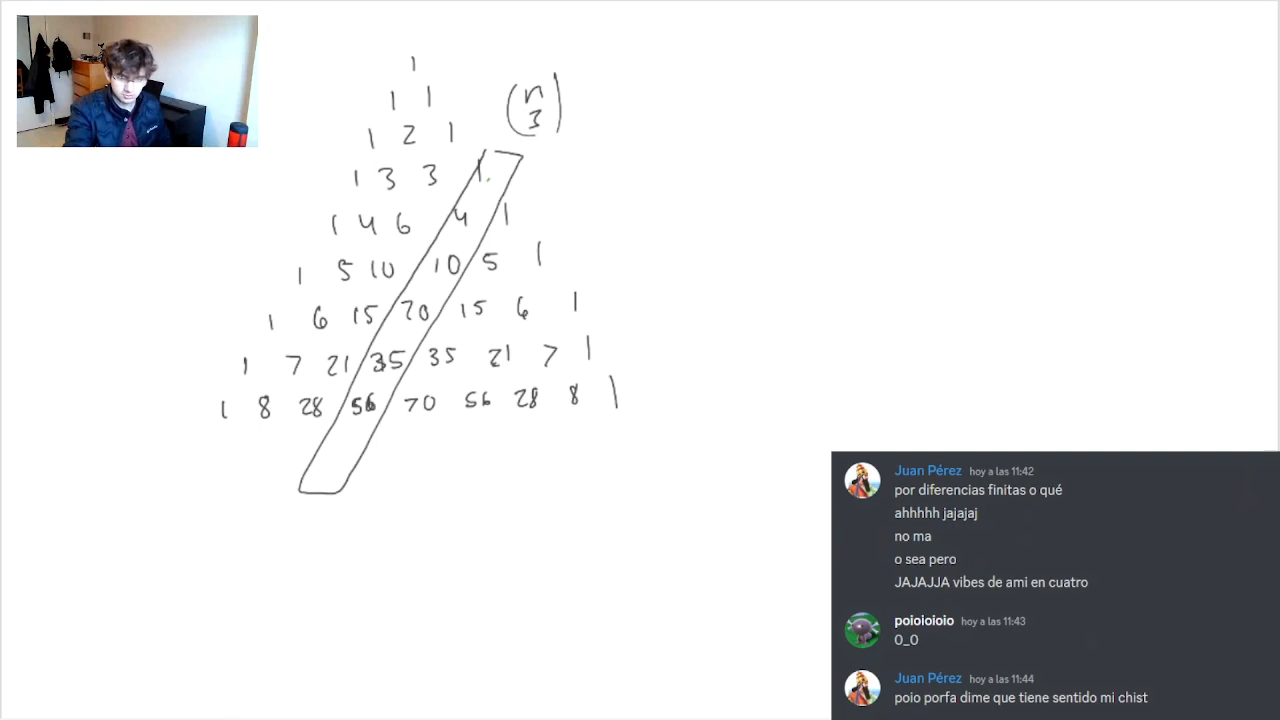 1
1 1
1 2 1
(n 3)
1 3 3 1
1 4 6 4 1
1 5 10 10 5 1
1 6 15 20 15 6 1
1 7 21 35 35 21 7 1
1 8 28 56 70 56 28 8 1
Juan Pérez hoy a las 11:42
por diferencias finitas o qué
ahhhhh jajajaj
no ma
o sea pero
JAJAJJA vibes de ami en cuatro
poioioioio hoy a las 11:43
0_0
Juan Pérez hoy a las 11:44
poio porfa dime que tiene sentido mi chist